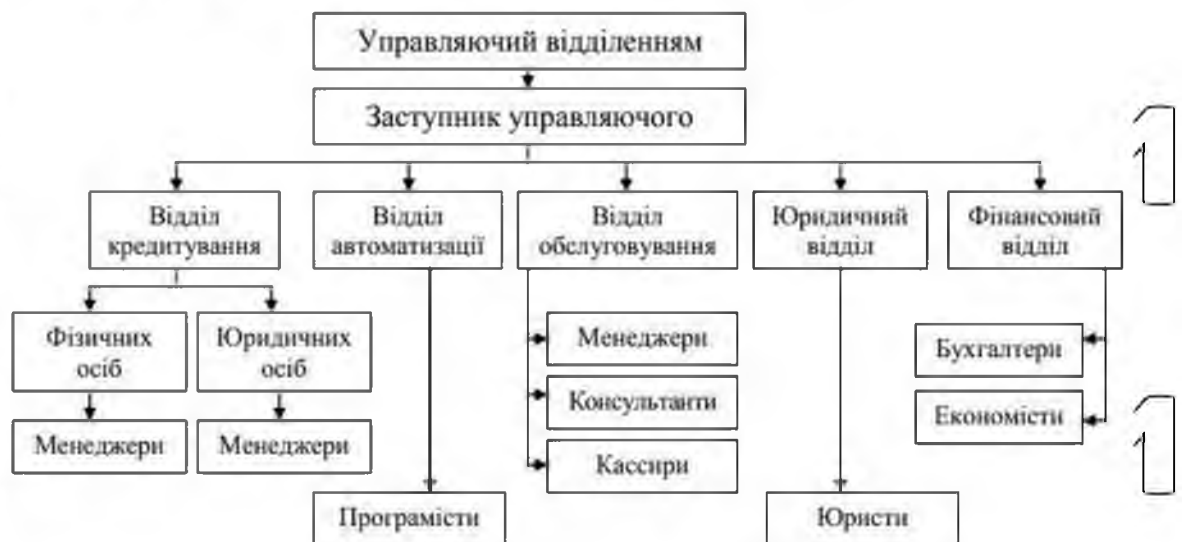 Управляючий відділенням
Заступник управляючого
Відділ
кредитування
Відділ
автоматизації
Відділ
обслуговування
Юридичний
відділ
Фінансовий
відділ
Фізичних
осіб
Юридичних
осіб
Менеджери
Менеджери
Менеджери
Консультанти
Кассири
Бухгалтери
Економісти
Програмісти
Юристи